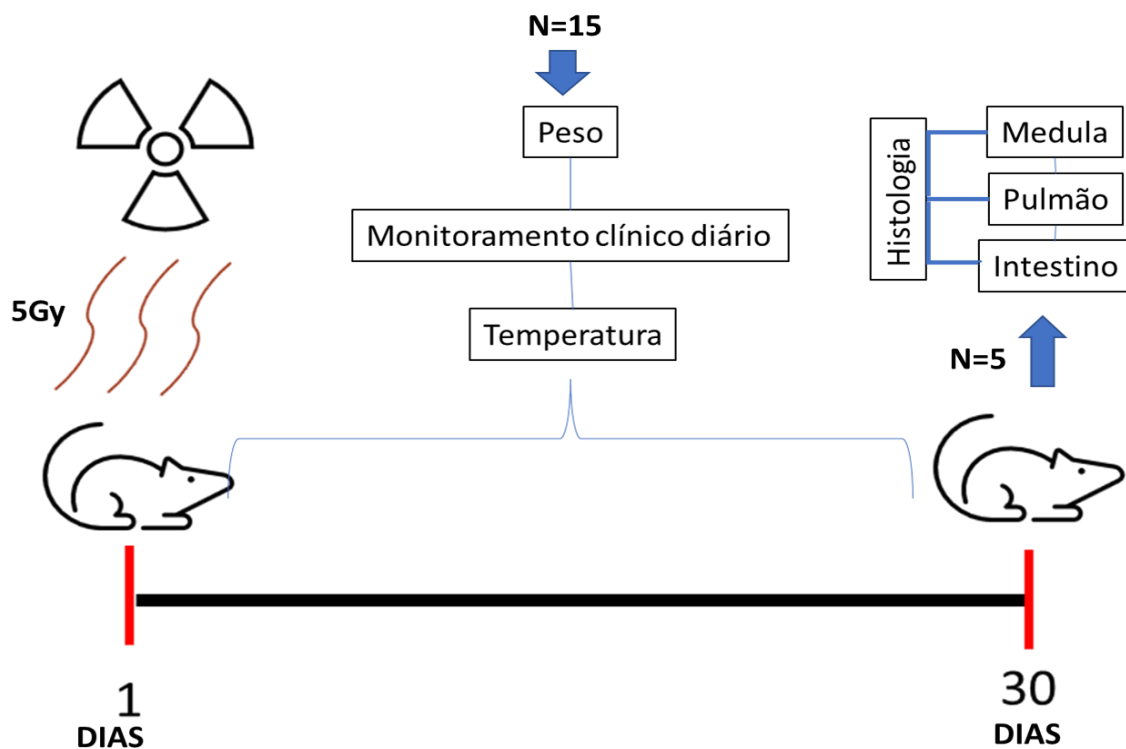 N=15
Peso
Monitoramento clínico diário
Temperatura
5Gy
Histologia
Medula
Pulmão
Intestino
N=5
1
DIAS
30
DIAS